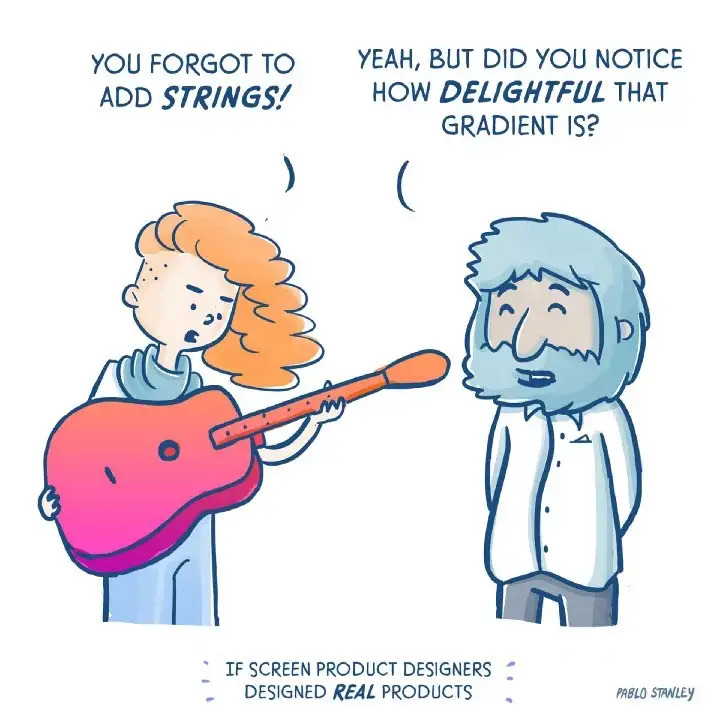 YOU FORGOT TO
ADD STRINGS!
YEAH, BUT DID YOU NOTICE
HOW DELIGHTFUL THAT
GRADIENT IS?
IF SCREEN PRODUCT DESIGNERS
DESIGNED REAL PRODUCTS
PABLO STANLEY